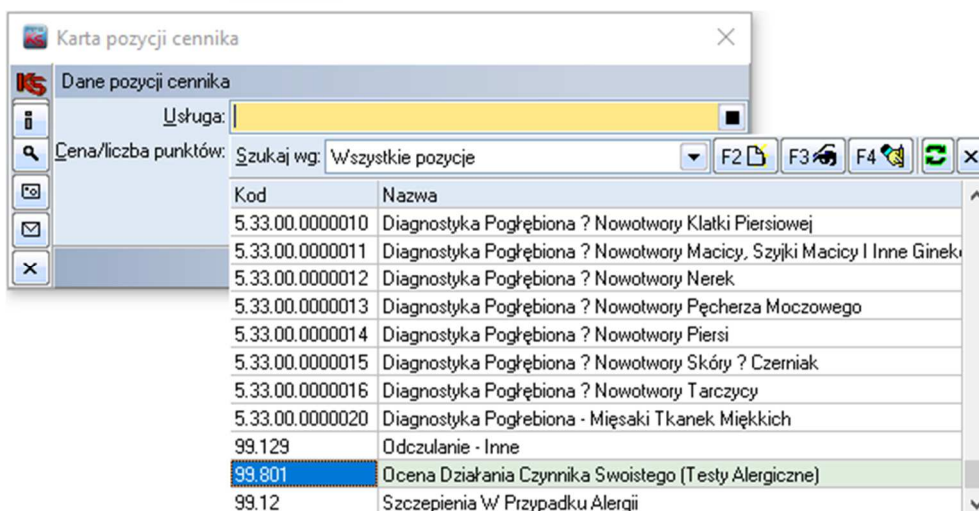 Karta pozycji cennika
KS Dane pozycji cennika
Usługa:
Cena/liczba punktów: Szukaj wg: Wszystkie pozycje F2 F3 F4
Kod Nazwa
5.33.00.0000010 Diagnostyka Pogłębiona ? Nowotwory Klatki Piersiowej
5.33.00.0000011 Diagnostyka Pogłębiona ? Nowotwory Macicy, Szyjki Macicy I Inne Gineko
5.33.00.0000012 Diagnostyka Pogłębiona ? Nowotwory Nerek
5.33.00.0000013 Diagnostyka Pogłębiona ? Nowotwory Pęcherza Moczowego
5.33.00.0000014 Diagnostyka Pogłębiona ? Nowotwory Piersi
5.33.00.0000015 Diagnostyka Pogłębiona ? Nowotwory Skóry ? Czerniak
5.33.00.0000016 Diagnostyka Pogłębiona ? Nowotwory Tarczycy
5.33.00.0000020 Diagnostyka Pogłębiona - Mięsaki Tkanek Miękkich
99.129 Odczulanie - Inne
99.801 Ocena Działania Czynnika Swoistego (Testy Alergiczne)
99.12 Szczepienia W Przypadku Alergii